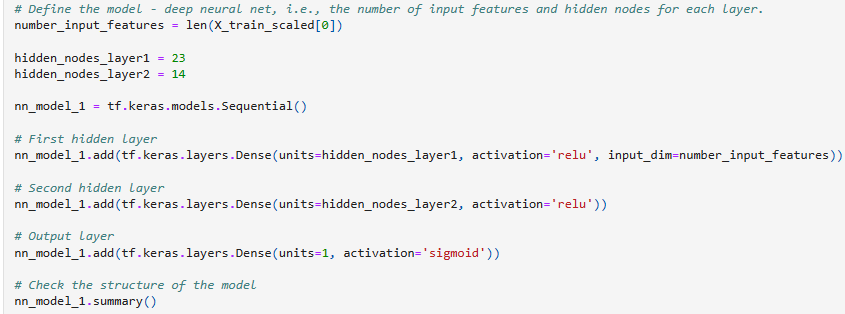 # Define the model - deep neural net, i.e., the number of input features and hidden nodes for each layer.
number_input_features = len(X_train_scaled[0])
hidden_nodes_layer1 = 23
hidden_nodes_layer2 = 14
nn_model_1 = tf.keras.models.Sequential()
# First hidden layer
nn_model_1.add(tf.keras.layers.Dense(units=hidden_nodes_layer1, activation='relu', input_dim=number_input_features))
# Second hidden layer
nn_model_1.add(tf.keras.layers.Dense(units=hidden_nodes_layer2, activation='relu'))
# Output layer
nn_model_1.add(tf.keras.layers.Dense(units=1, activation='sigmoid'))
# Check the structure of the model
nn_model_1.summary()